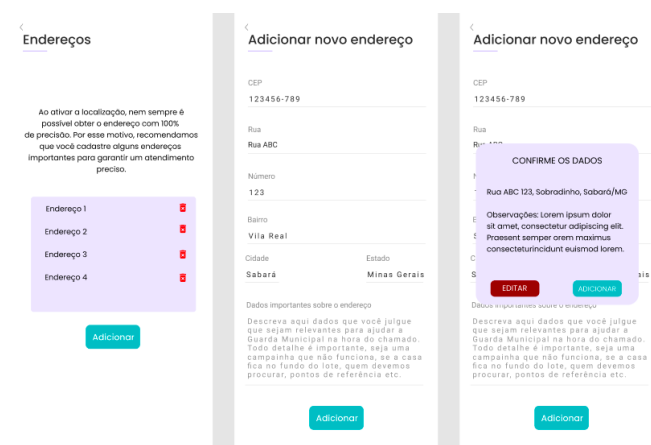 Endereços
Ao ativar a localização, nem sempre é
possível obter o endereço com 100%
de precisão. Por esse motivo, recomendamos
que você cadastre alguns endereços
importantes para garantir um atendimento
preciso.
Endereço 1
Endereço 2
Endereço 3
Endereço 4
Adicionar
Adicionar novo endereço
CEP
123456-789
Rua
Rua ABC
Número
123
Bairro
Vila Real
Cidade
Estado
Sabará
Minas Gerais
Dados importantes sobre o endereço
Descreva aqui dados que você julgue
que sejam relevantes para ajudar a
Guarda Municipal na hora do chamado.
Todo detalhe é importante, seja uma
campainha que não funciona, se a casa
fica no fundo do lote, quem devemos
procurar, pontos de referência etc.
Adicionar
Adicionar novo endereço
CEP
123456-789
Rua
CONFIRME OS DADOS
Rua ABC 123, Sobradinho, Sabará/MG
Observações: Lorem ipsum dolor
sit amet, consectetur adipiscing elit.
Praesent semper orem maximus
consecteturincidunt euismod lorem.
EDITAR
ADICIONAR
Dados importantes sobre o endereço
Descreva aqui dados que você julgue
que sejam relevantes para ajudar a
Guarda Municipal na hora do chamado.
Todo detalhe é importante, seja uma
campainha que não funciona, se a casa
fica no fundo do lote, quem devemos
procurar, pontos de referência etc.
Adicionar